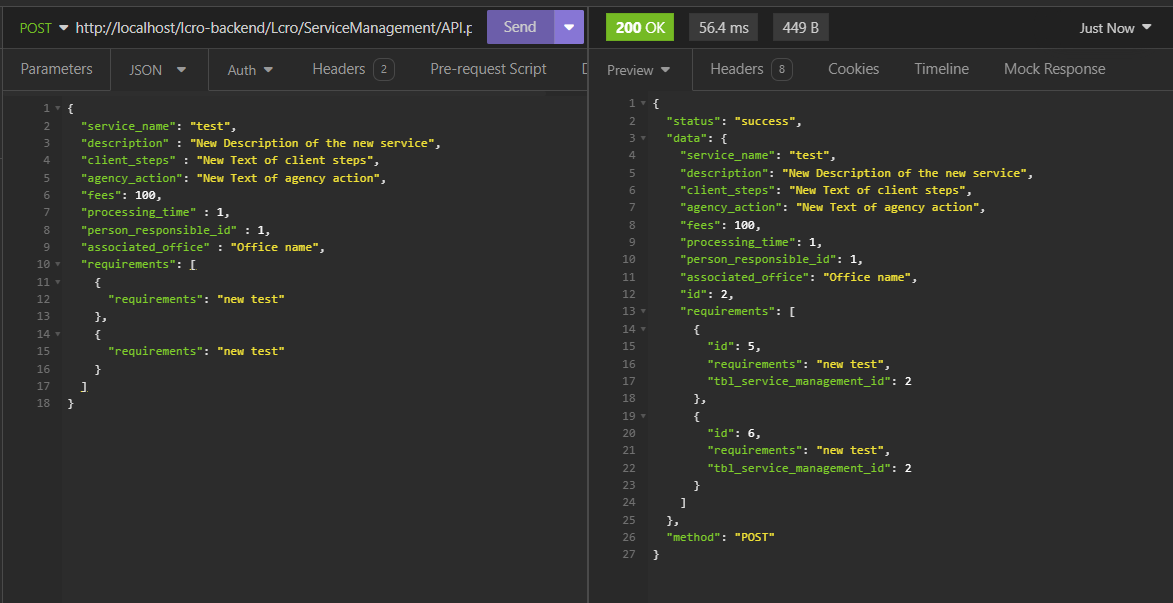 POST http://localhost/lcro-backend/Lcro/ServiceManagement/API.p Send
Parameters JSON Auth Headers 2 Pre-request Script
1 {
2 "service_name": "test",
3 "description" : "New Description of the new service",
4 "client_steps" : "New Text of client steps",
5 "agency_action": "New Text of agency action",
6 "fees": 100,
7 "processing_time" : 1,
8 "person_responsible_id" : 1,
9 "associated_office" : "Office name",
10 "requirements": [
11 {
12 "requirements": "new test"
13 },
14 {
15 "requirements": "new test"
16 }
17 ]
18 }
200 OK 56.4 ms 449 B Just Now
Preview Headers 8 Cookies Timeline Mock Response
1 {
2 "status": "success",
3 "data": {
4 "service_name": "test",
5 "description": "New Description of the new service",
6 "client_steps": "New Text of client steps",
7 "agency_action": "New Text of agency action",
8 "fees": 100,
9 "processing_time": 1,
10 "person_responsible_id": 1,
11 "associated_office": "Office name",
12 "id": 2,
13 "requirements": [
14 {
15 "id": 5,
16 "requirements": "new test",
17 "tbl_service_management_id": 2
18 },
19 {
20 "id": 6,
21 "requirements": "new test",
22 "tbl_service_management_id": 2
23 }
24 ]
25 },
26 "method": "POST"
27 }